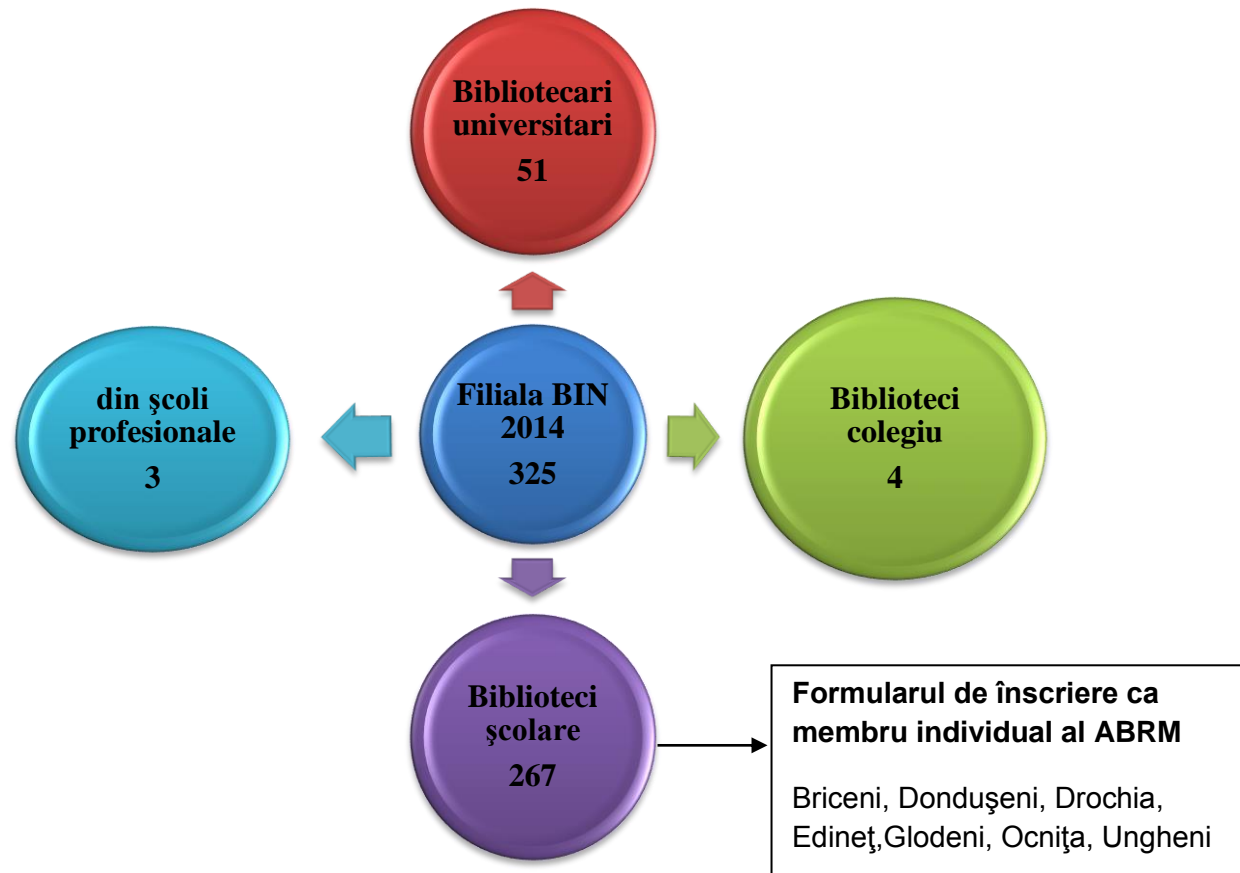 Bibliotecari
universitari
51
din şcoli
profesionale
3
Filiala BIN
2014
325
Biblioteci
colegiu
4
Biblioteci
şcolare
267
Formularul de înscriere ca
membru individual al ABRM
Briceni, Donduşeni, Drochia,
Edineţ,Glodeni, Ocniţa, Ungheni